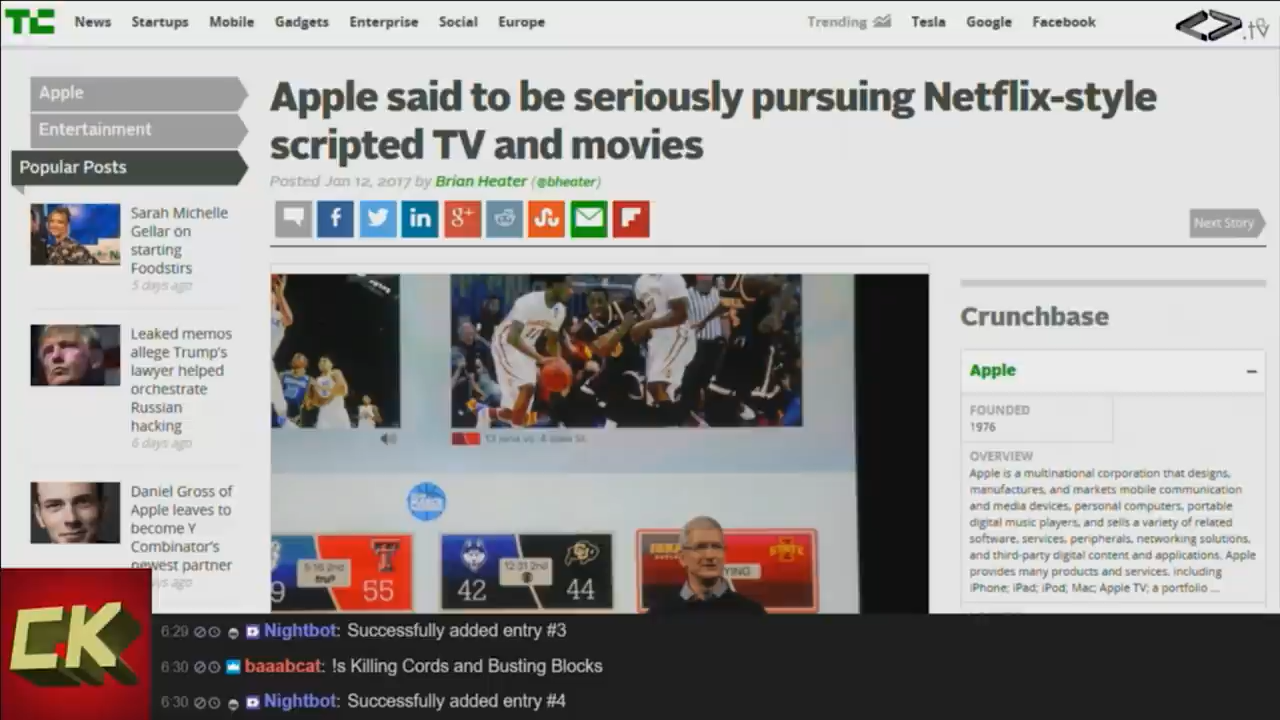 TC News Startups Mobile Gadgets Enterprise Social Europe Trending Tesla Google Facebook
.tv
Apple
Entertainment
Popular Posts
Sarah Michelle
Gellar on
starting
Foodstirs
5 days ago
Leaked memos
allege Trump's
lawyer helped
orchestrate
Russian
hacking
6 days ago
Daniel Gross of
Apple leaves to
become Y
Combinator's
newest partner
ago
Apple said to be seriously pursuing Netflix-style
scripted TV and movies
Posted Jan 12, 2017 by Brian Heater (@bheater)
Next Story
55
42
44
Crunchbase
Apple
FOUNDED
1976
OVERVIEW
Apple is a multinational corporation that designs,
manufactures, and markets mobile communication
and media devices, personal computers, portable
digital music players, and sells a variety of related
software, services, peripherals, networking solutions,
and third-party digital content and applications. Apple
provides many products and services, including
iPhone; iPad; iPod; Mac; Apple TV; a portfolio ...
CK
6:29 Nightbot: Successfully added entry #3
6:30 baaabcat: !s Killing Cords and Busting Blocks
6:30 Nightbot: Successfully added entry #4